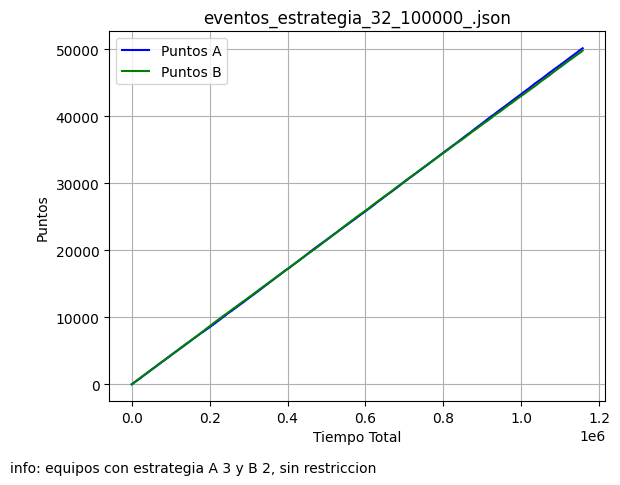 eventos_estrategia_32_100000_.json
Puntos A
Puntos B
50000
40000
30000
20000
10000
0
Puntos
0.0 0.2 0.4 0.6 0.8 1.0 1.2
1e6
Tiempo Total
info: equipos con estrategia A 3 y B 2, sin restriccion